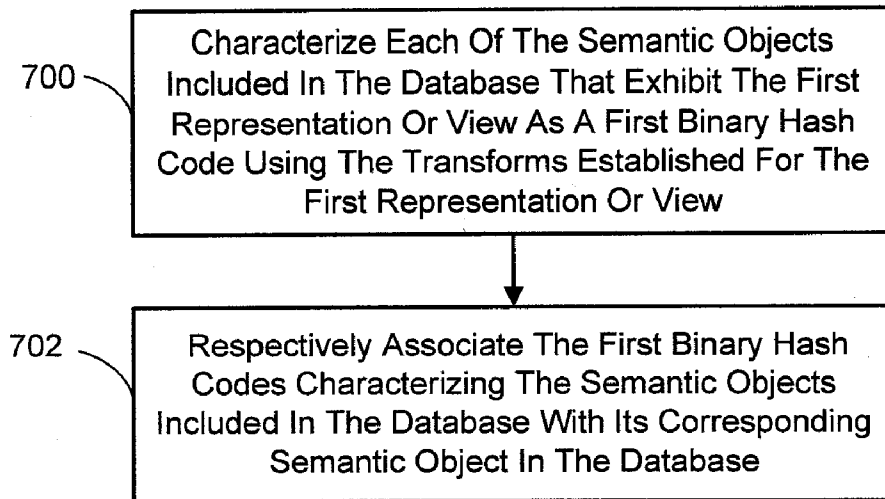 Characterize Each Of The Semantic Objects
700
Included In The Database That Exhibit The First
Representation Or View As A First Binary Hash
Code Using The Transforms Established For The
First Representation Or View
702
Respectively Associate The First Binary Hash
Codes Characterizing The Semantic Objects
Included In The Database With Its Corresponding
Semantic Object In The Database